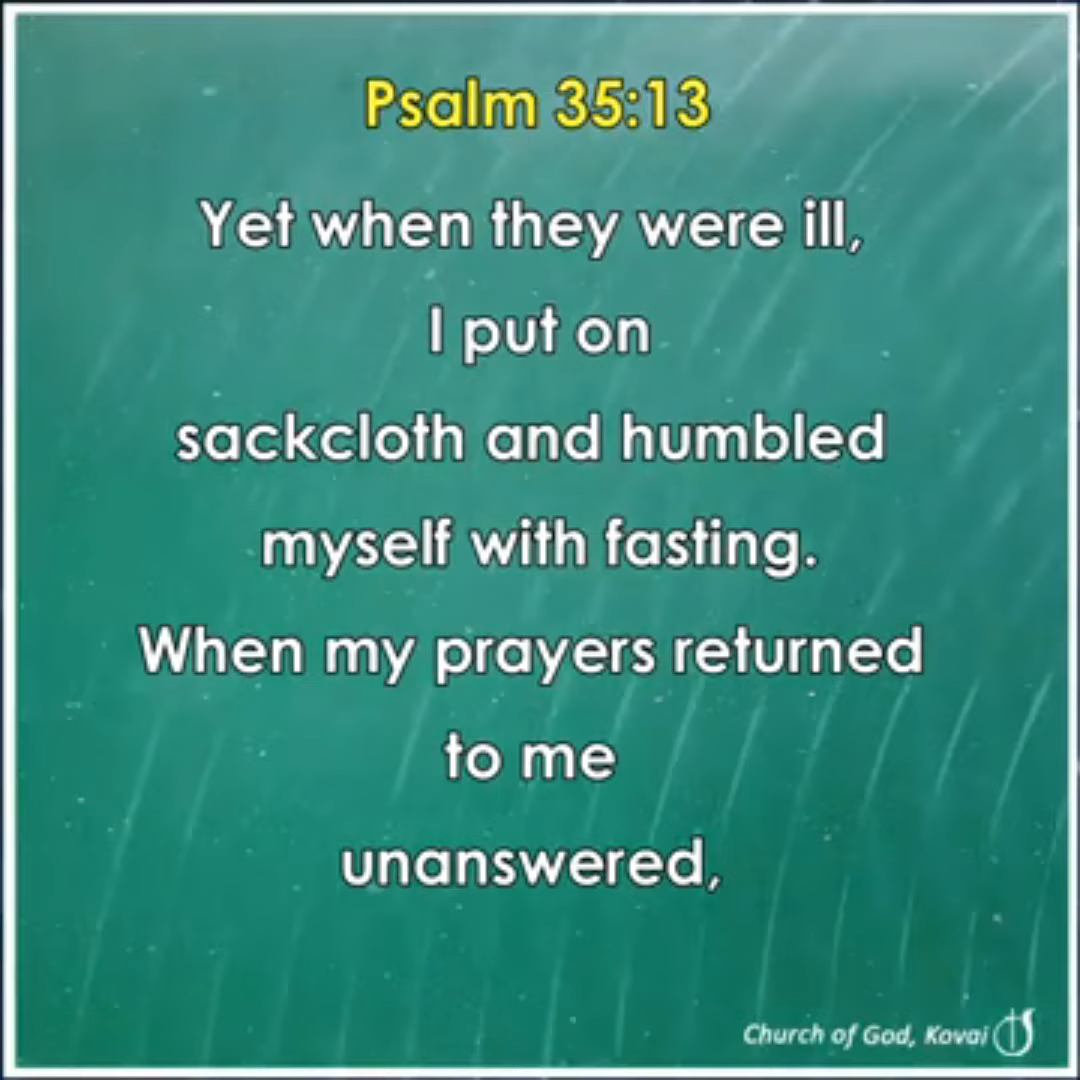 Psalm 35:13
Yet when they were ill,
I put on
sackcloth and humbled
myself with fasting.
When my prayers returned
to me
unanswered,
Church of God, Kovai